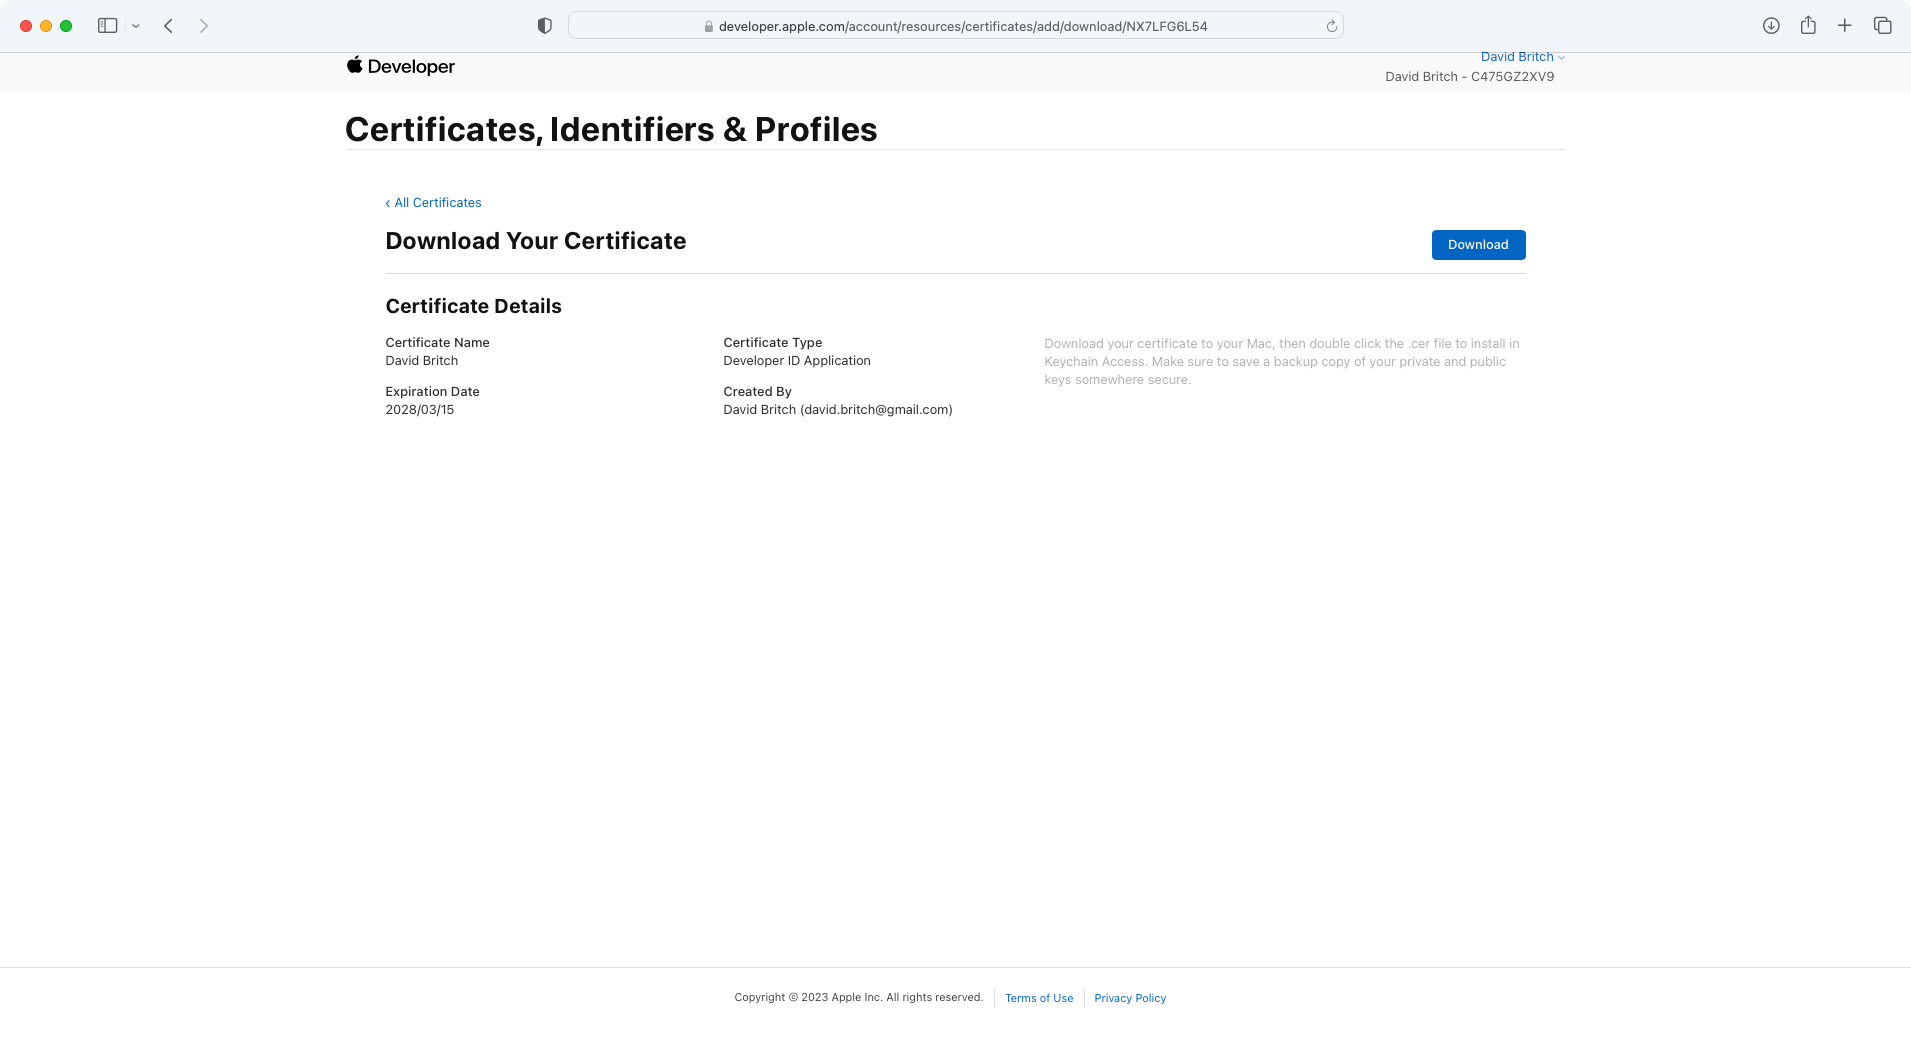 developer.apple.com/account/resources/certificates/add/download/NX7LFG6L54
Developer
David Britch
David Britch - C475GZ2XV9
Certificates, Identifiers & Profiles
‹ All Certificates
Download Your Certificate
Download
Certificate Details
Certificate Name
David Britch
Certificate Type
Developer ID Application
Download your certificate to your Mac, then double click the .cer file to install in
Keychain Access. Make sure to save a backup copy of your private and public
keys somewhere secure.
Expiration Date
2028/03/15
Created By
David Britch (david.britch@gmail.com)
Copyright © 2023 Apple Inc. All rights reserved.
Terms of Use
Privacy Policy